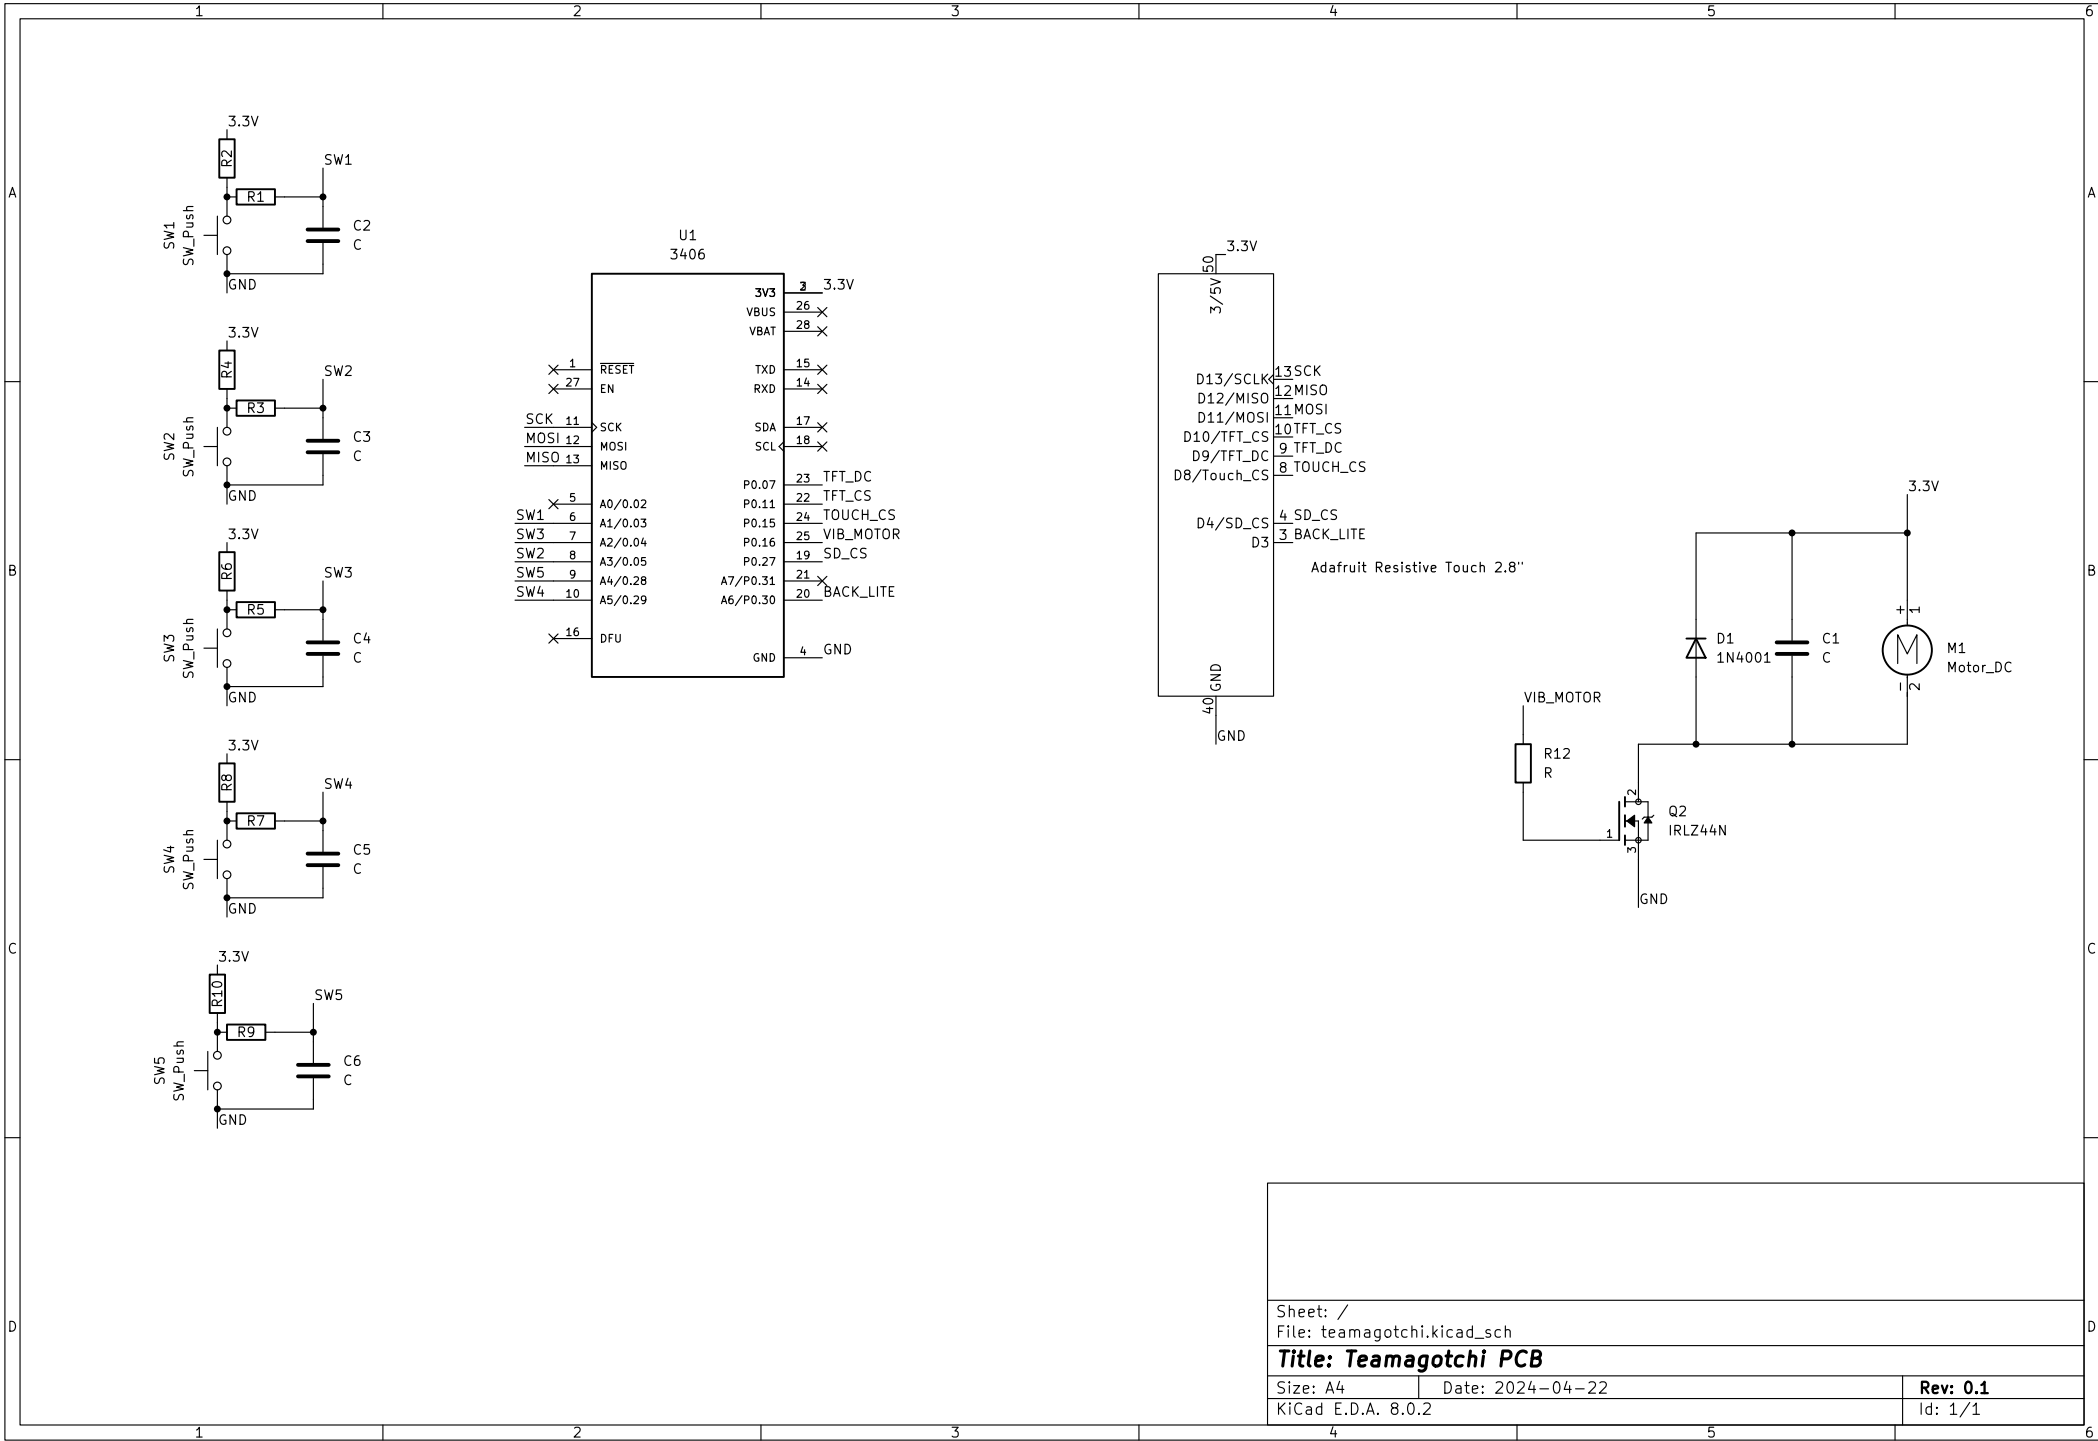 1 2 3 4 5 6
A A
B B
C C
D D
3.3V
R2
SW1
R1
SW1
SW_Push
C2
C
GND
3.3V
R4
SW2
R3
SW2
SW_Push
C3
C
GND
3.3V
R6
SW3
R5
SW3
SW_Push
C4
C
GND
3.3V
R8
SW4
R7
SW4
SW_Push
C5
C
GND
3.3V
R10
SW5
R9
SW5
SW_Push
C6
C
GND
U1
3406
3V3 3.3V
VBUS 26
VBAT 28
1 RESET
27 EN
TXD 15
RXD 14
SCK 11 SCK
MOSI 12 MOSI
MISO 13 MISO
SDA 17
SCL 18
5 A0/0.02
SW1 6 A1/0.03
SW3 7 A2/0.04
SW2 8 A3/0.05
SW5 9 A4/0.28
SW4 10 A5/0.29
16 DFU
P0.07 23 TFT_DC
P0.11 22 TFT_CS
P0.15 24 TOUCH_CS
P0.16 25 VIB_MOTOR
P0.27 19 SD_CS
A7/P0.31 21
A6/P0.30 20 BACK_LITE
GND 4 GND
3.3V
50
3/5V
D13/SCLK 13 SCK
D12/MISO 12 MISO
D11/MOSI 11 MOSI
D10/TFT_CS 10 TFT_CS
D9/TFT_DC 9 TFT_DC
D8/Touch_CS 8 TOUCH_CS
D4/SD_CS 4 SD_CS
D3 3 BACK_LITE
Adafruit Resistive Touch 2.8"
GND
40
GND
3.3V
D1
1N4001
C1
C
+ 1
M
M1
Motor_DC
- 2
VIB_MOTOR
R12
R
2
1
3
Q2
IRLZ44N
GND
Sheet: /
File: teamagotchi.kicad_sch
Title: Teamagotchi PCB
Size: A4 Date: 2024-04-22 Rev: 0.1
KiCad E.D.A. 8.0.2 Id: 1/1
1 2 3 4 5 6